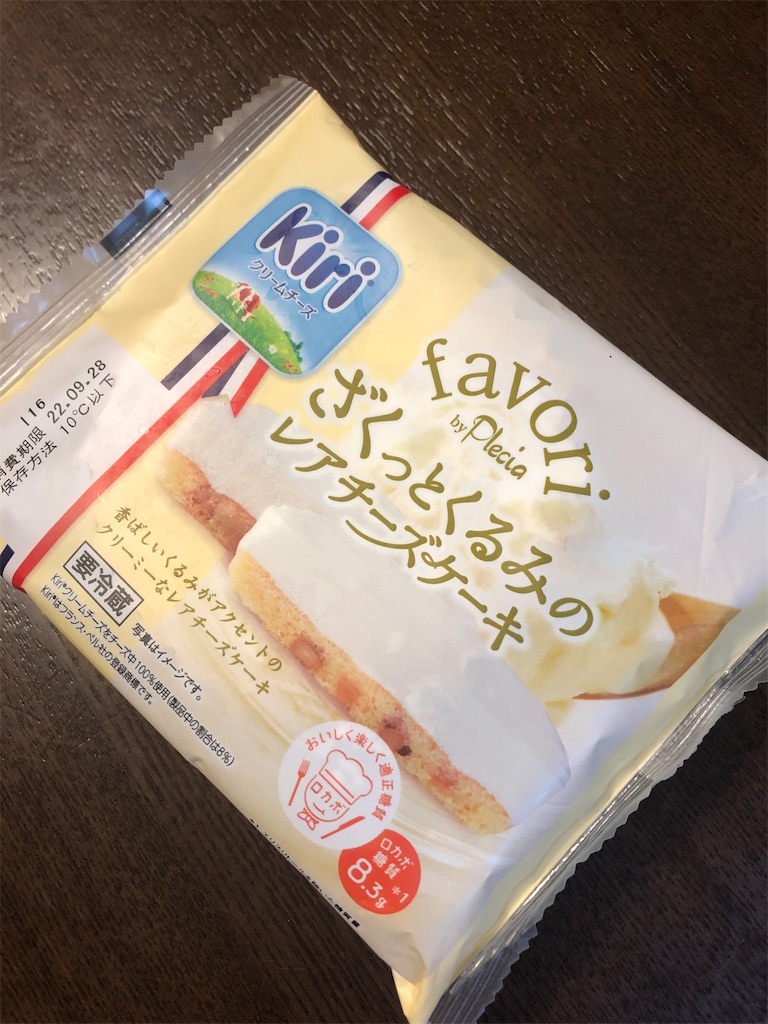 Kiri®
クリームチーズ
favori
by Plecia
ざくっとくるみの
レアチーズケーキ
116
消費期限 22.09.28
保存方法 10℃以下
香ばしいくるみがアクセントの
クリーミーなレアチーズケーキ
要冷蔵
写真はイメージです。
Kiri®クリームチーズをチーズ中100%使用(製品中の割合は8%)
Kiri®はフランス・ベル社の登録商標です。
おいしく楽しく適正糖質
ロカボ
ロカボ
糖質
8.3g
※1